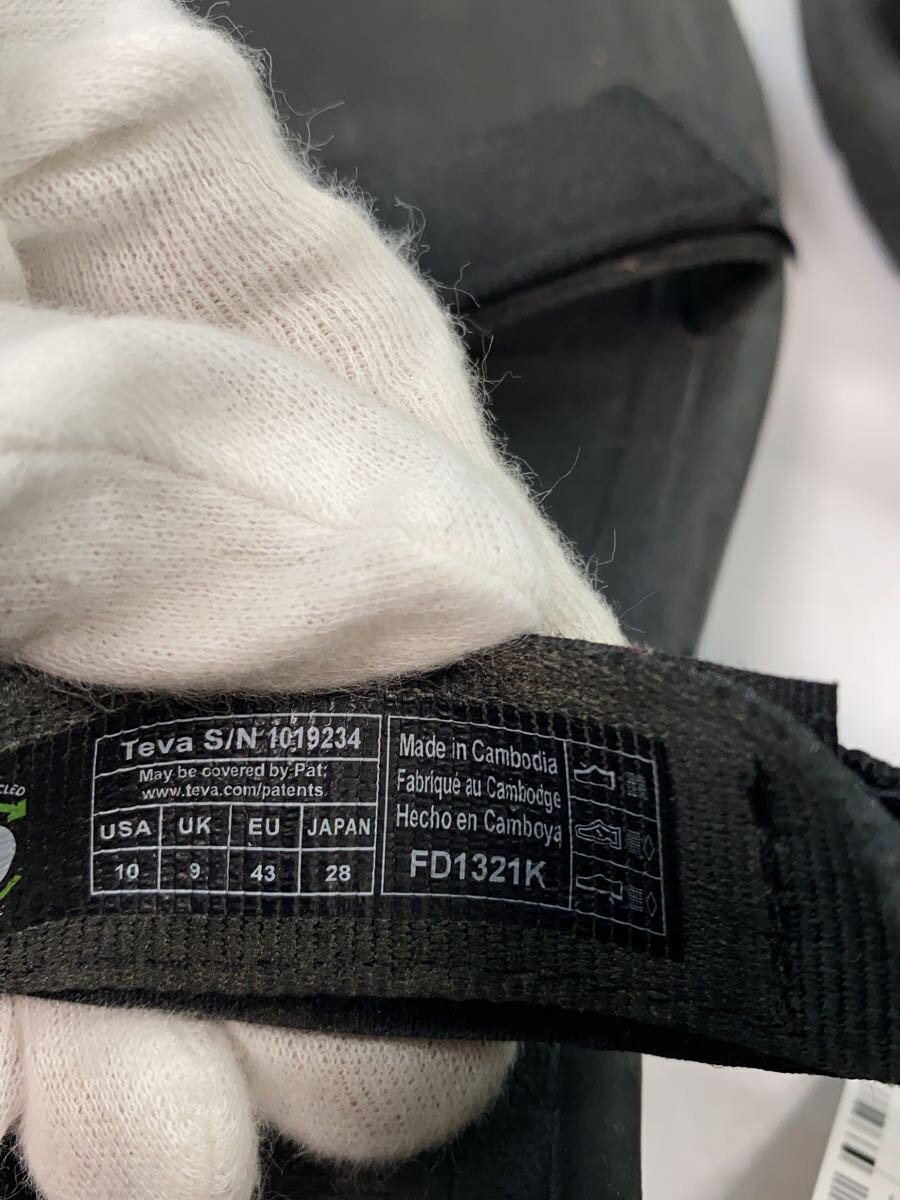 CLED
Teva S/N 1019234
May be covered by Pat;
www.teva.com/patents
USA UK EU JAPAN
10 9 43 28
Made in Cambodia
Fabriqué au Cambodge
Hecho en Camboya
FD1321K